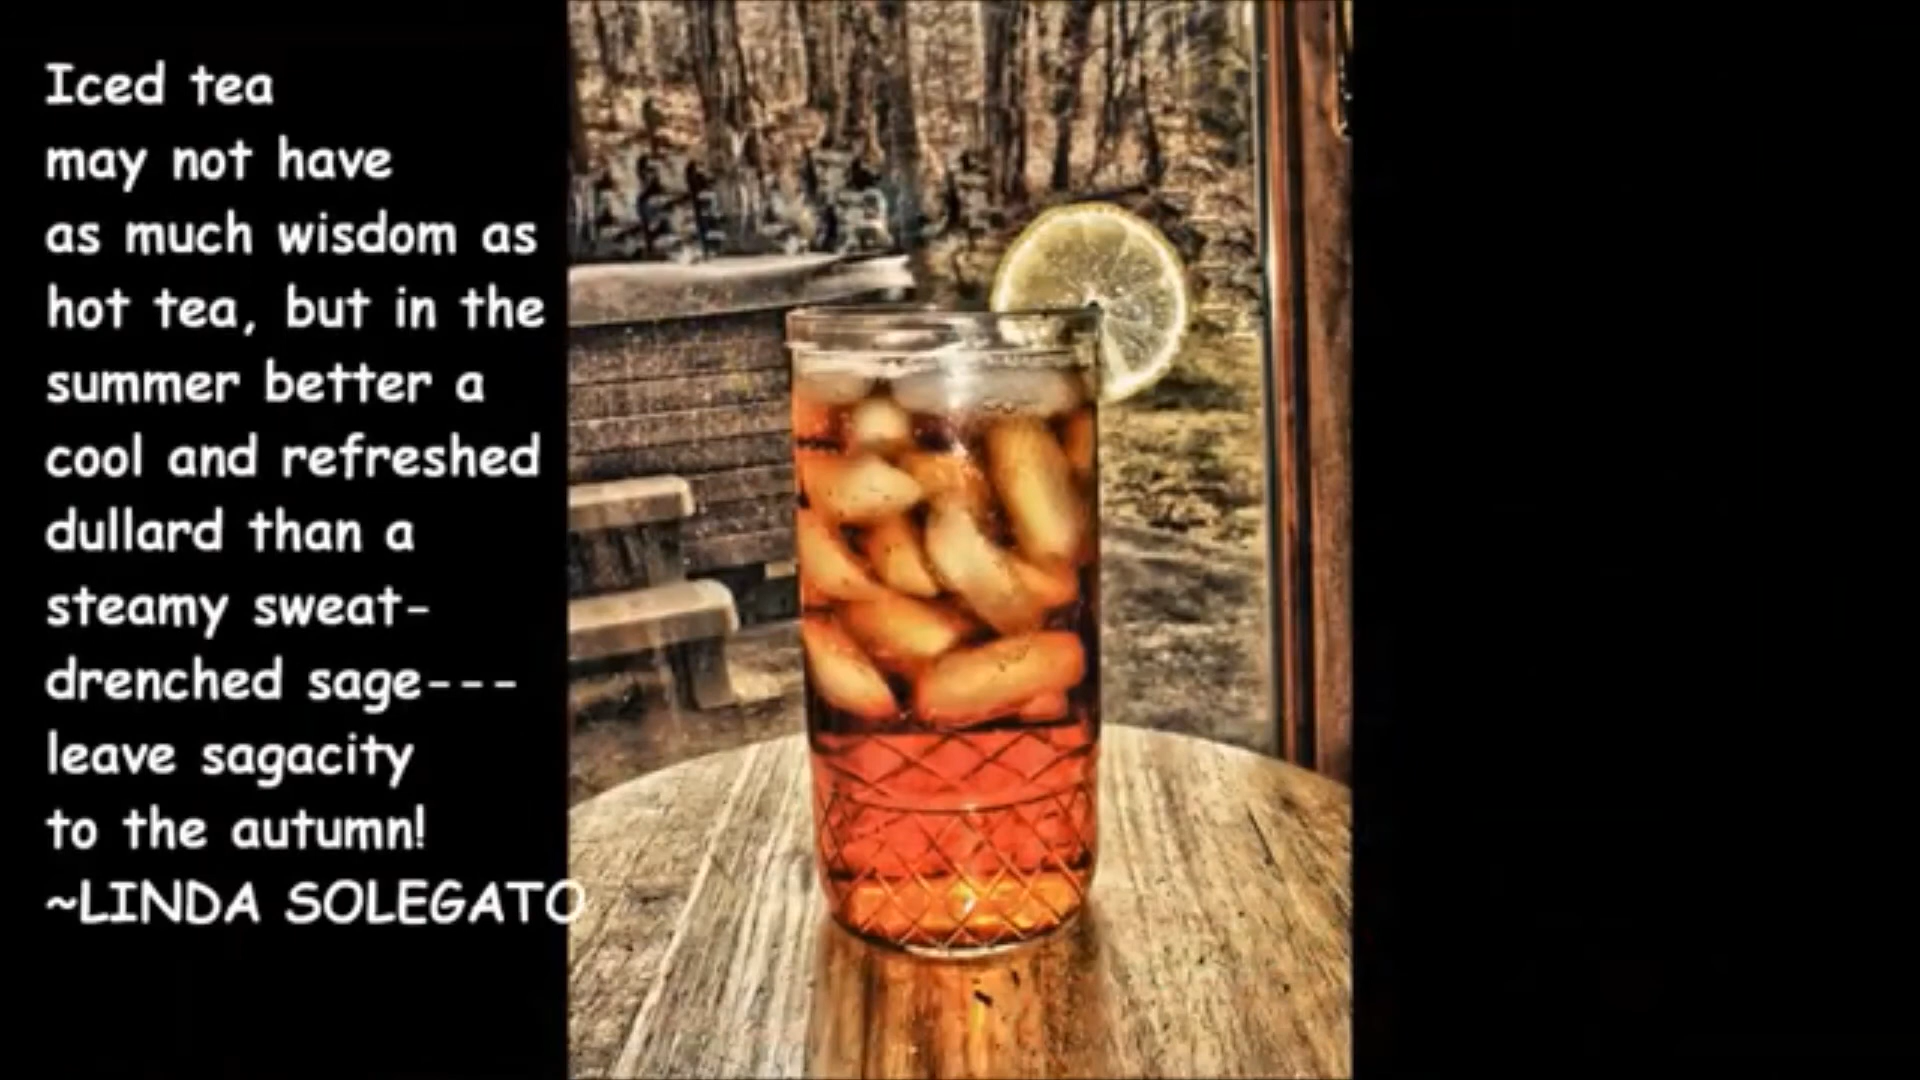 Iced tea
may not have
as much wisdom as
hot tea, but in the
summer better a
cool and refreshed
dullard than a
steamy sweat-
drenched sage---
leave sagacity
to the autumn!
~LINDA SOLEGATO